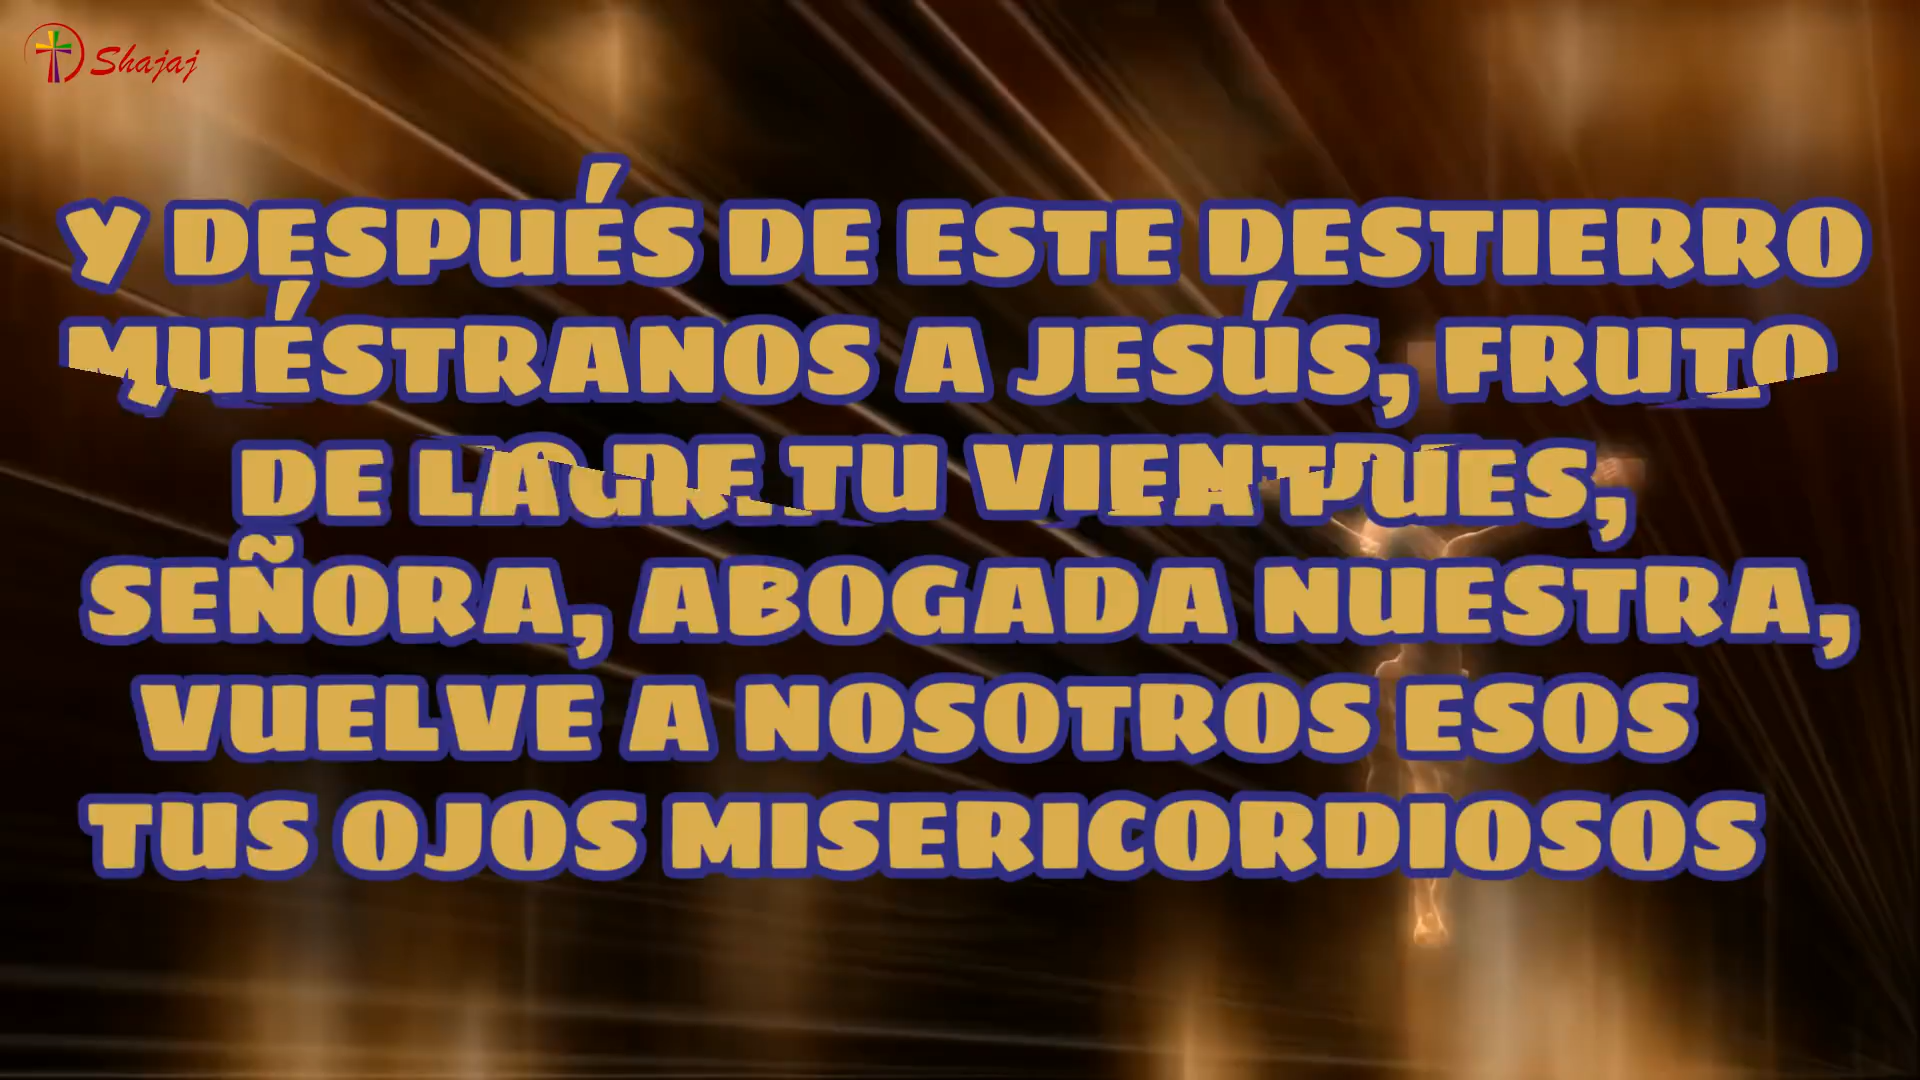 Shajaj
Y DESPUÉS DE ESTE DESTIERRO
MUÉSTRANOS A JESÚS, FRUTO
DE TU
SEÑORA, ABOGADA NUESTRA,
VUELVE A NOSOTROS ESOS
TUS OJOS MISERICORDIOSOS